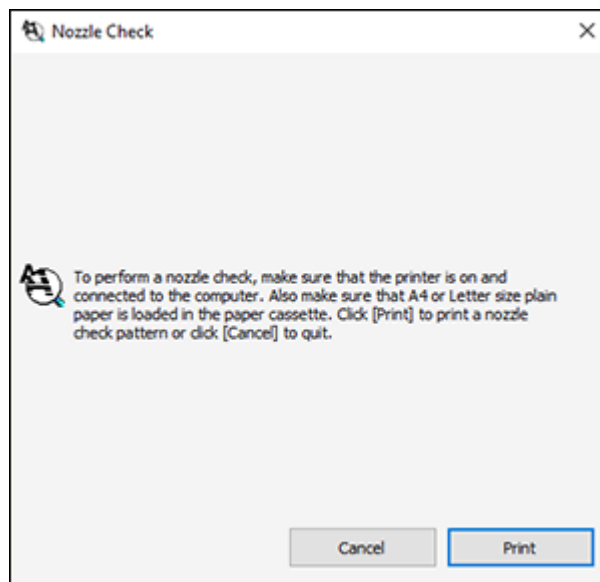 Nozzle Check
To perform a nozzle check, make sure that the printer is on and
connected to the computer. Also make sure that A4 or Letter size plain
paper is loaded in the paper cassette. Click [Print] to print a nozzle
check pattern or click [Cancel] to quit.
Cancel
Print